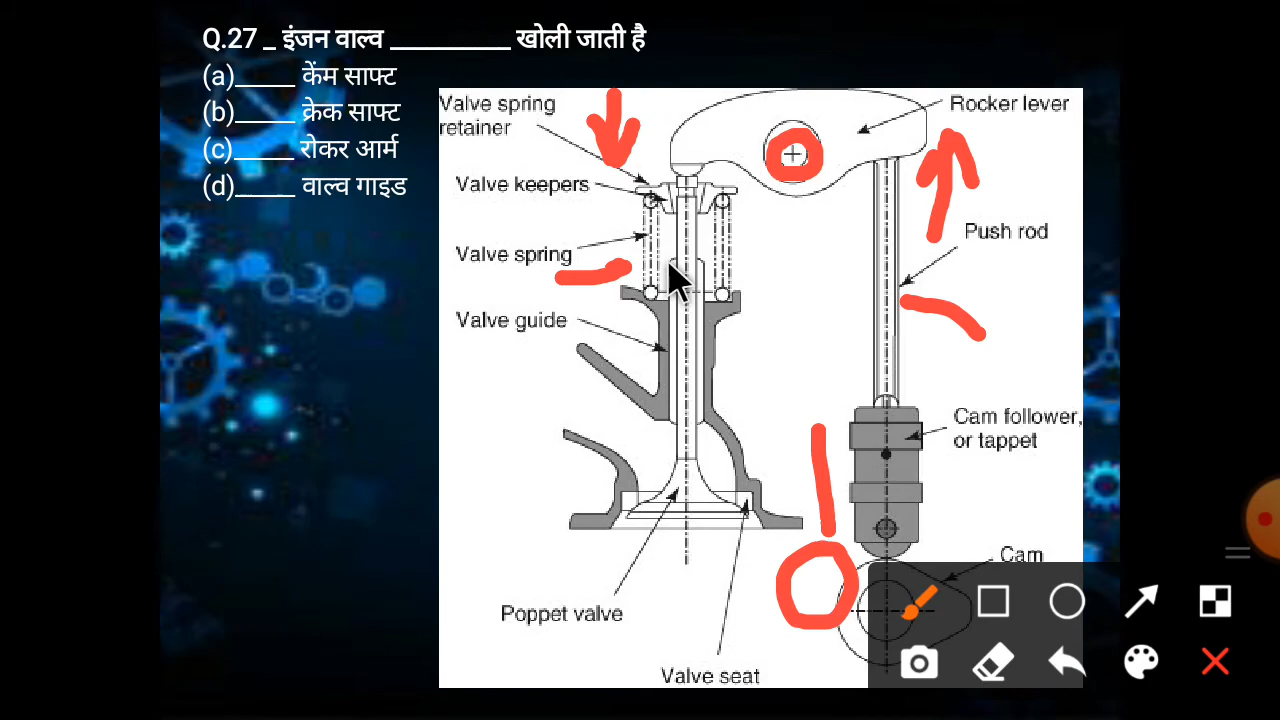 Q.27 _ इंजन वाल्व __________ खोली जाती है
(a)_____ केंम साफ्ट
(b)_____ क्रेक साफ्ट
(c)_____ रोकर आर्म
(d)_____ वाल्व गाइड
Valve spring
retainer
Rocker lever
Valve keepers
Push rod
Valve spring
Valve guide
Cam follower,
or tappet
Cam
Poppet valve
Valve seat